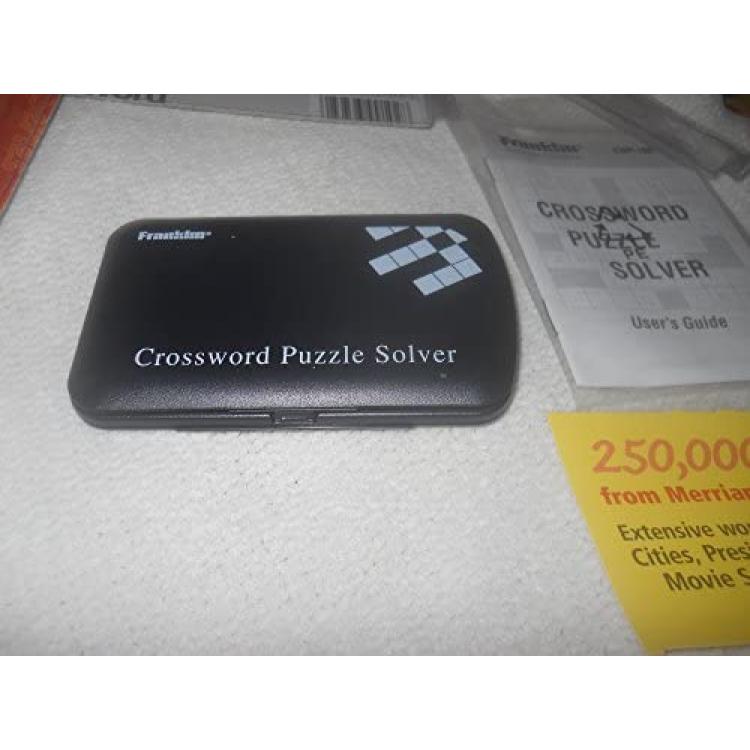 Franklin
Crossword Puzzle Solver
Franklin
CROSSWORD
PUZZLE
SOLVER
User's Guide
250,000
from Merriam
Extensive wo
Cities, Presi
Movie S